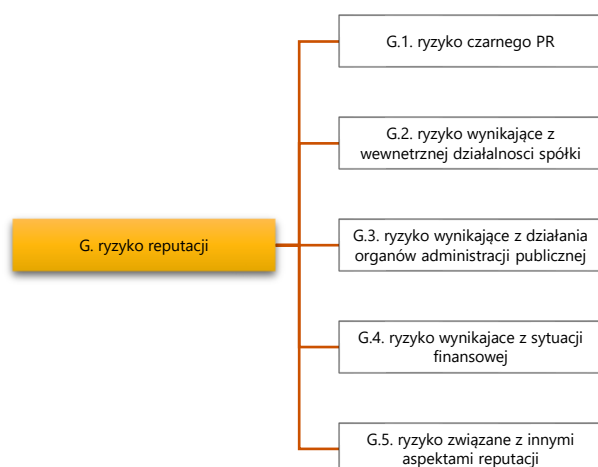 G.1. ryzyko czarnego PR
G.2. ryzyko wynikające z
wewnetrznej działalnosci spółki
G. ryzyko reputacji
G.3. ryzyko wynikające z działania
organów administracji publicznej
G.4. ryzyko wynikajace z sytuacji
finansowej
G.5. ryzyko związane z innymi
aspektami reputacji